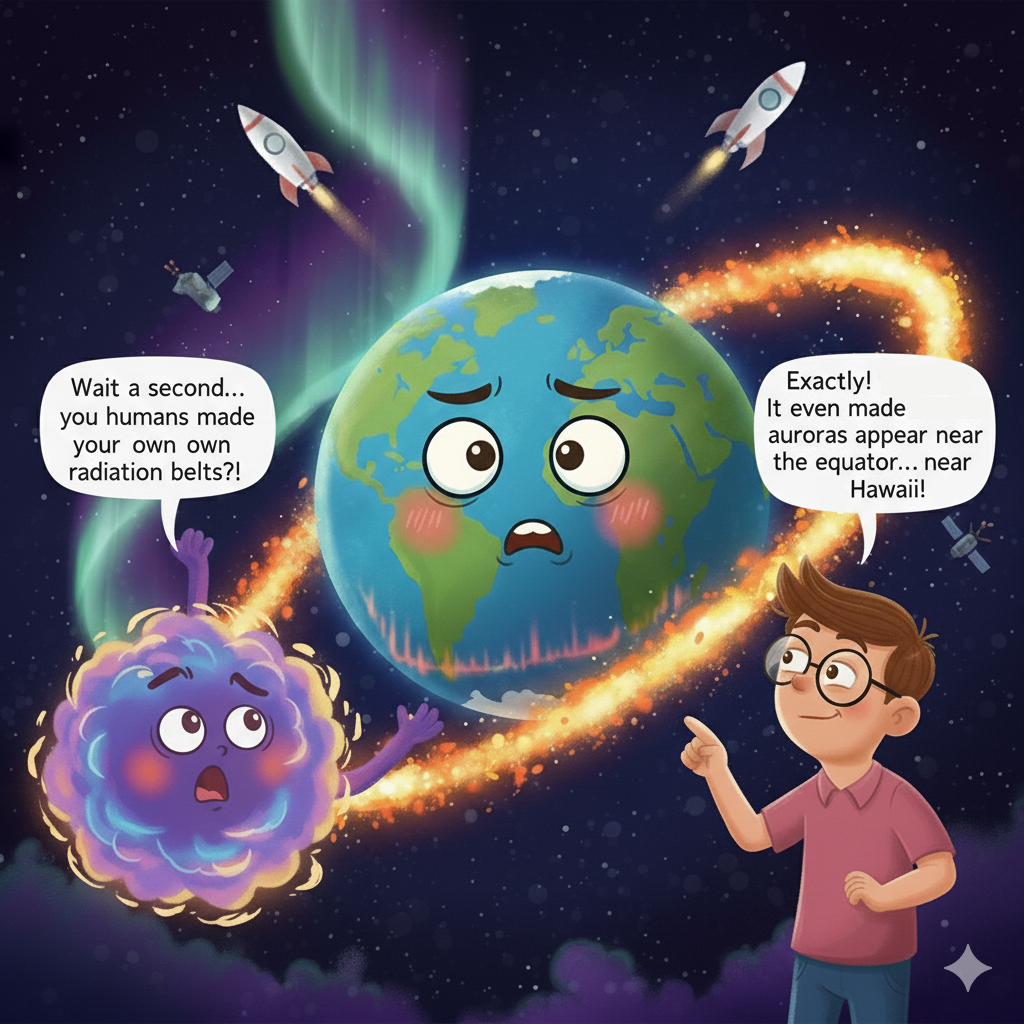 Wait a second...
you humans made
your own own
radiation belts?!
Exactly!
It even made
auroras appear near
the equator... near
Hawaii!